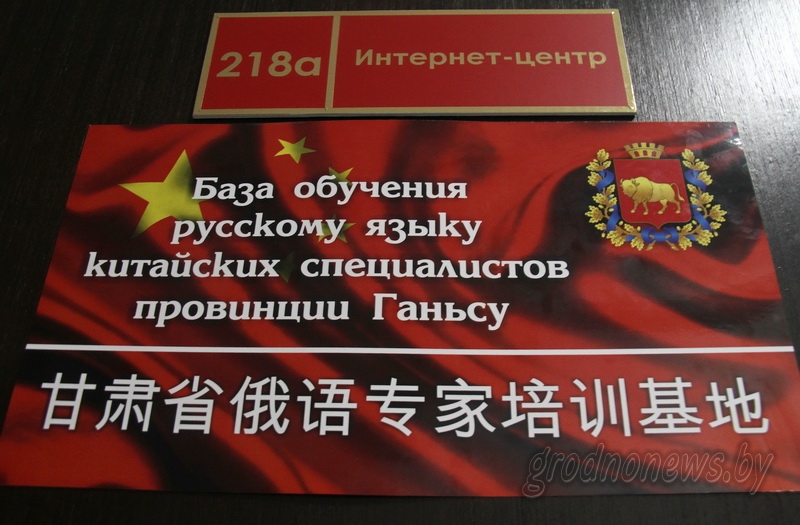 218а
Интернет-центр
База обучения
русскому языку
китайских специалистов
провинции Ганьсу
甘肃省俄语专家培训基地
grodnonews.by